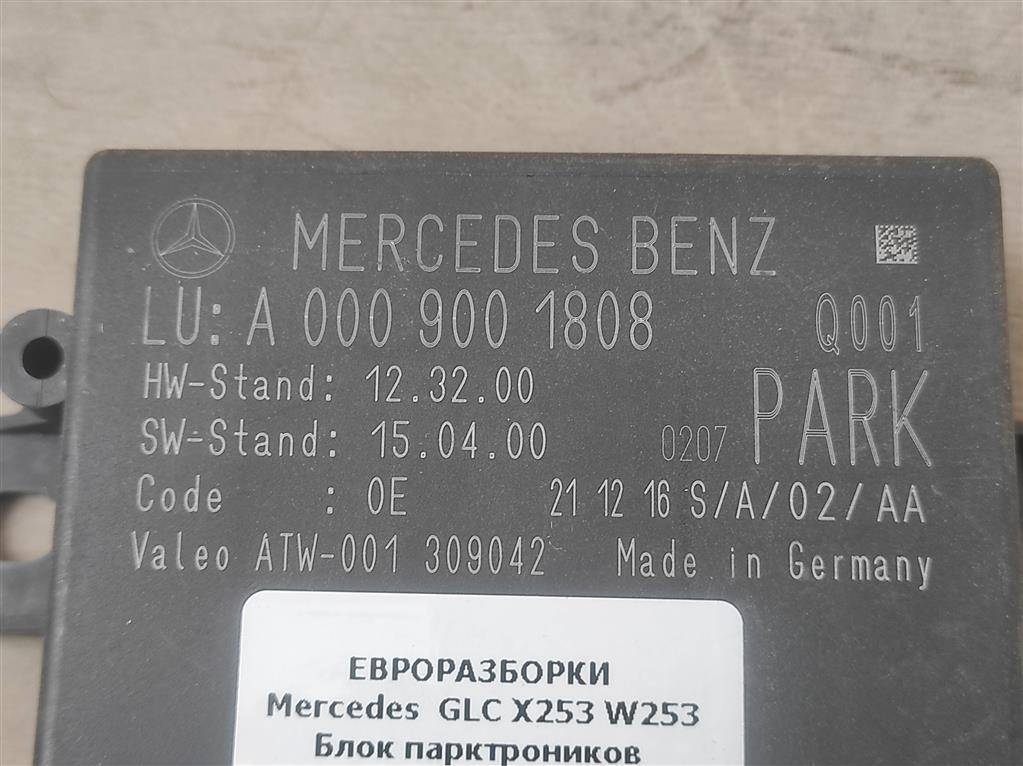 MERCEDES BENZ
LU: A 000 900 1808 Q001
HW-Stand: 12.32.00
SW-Stand: 15.04.00 0207 PARK
Code : 0E 21 12 16 S/A/02/AA
Valeo ATW-001 309042 Made in Germany
ЕВРОРАЗБОРКИ
Mercedes GLC X253 W253
Блок парктроников